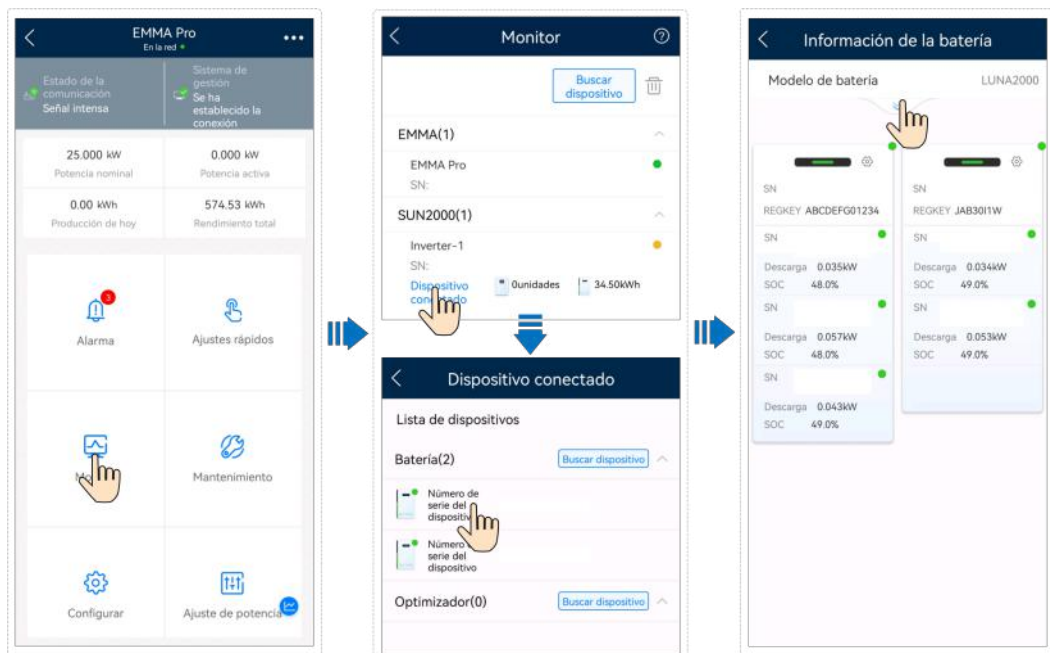 EMMA Pro
En la red
Estado de la
comunicación
Señal intensa
Sistema de
gestión
Se ha
establecido la
conexión
25.000 kW
Potencia nominal
0.000 kW
Potencia activa
0.00 kWh
Producción de hoy
574.53 kWh
Rendimiento total
3
Alarma
Ajustes rápidos
Mantenimiento
Configurar
Ajuste de potencia
Monitor
Buscar
dispositivo
EMMA(1)
EMMA Pro
SN:
SUN2000(1)
Inverter-1
SN:
Dispositivo
conectado
0unidades
34.50kWh
Dispositivo conectado
Lista de dispositivos
Batería(2)
Buscar dispositivo
Número de
serie del
dispositivo
Número de
serie del
dispositivo
Optimizador(0)
Buscar dispositivo
Información de la batería
Modelo de batería
LUNA2000
SN
REGKEY ABCDEFG01234
SN
Descarga 0.035kW
SOC 48.0%
SN
Descarga 0.057kW
SOC 48.0%
SN
Descarga 0.043kW
SOC 49.0%
SN
REGKEY JAB30I1W
SN
Descarga 0.034kW
SOC 49.0%
SN
Descarga 0.053kW
SOC 49.0%